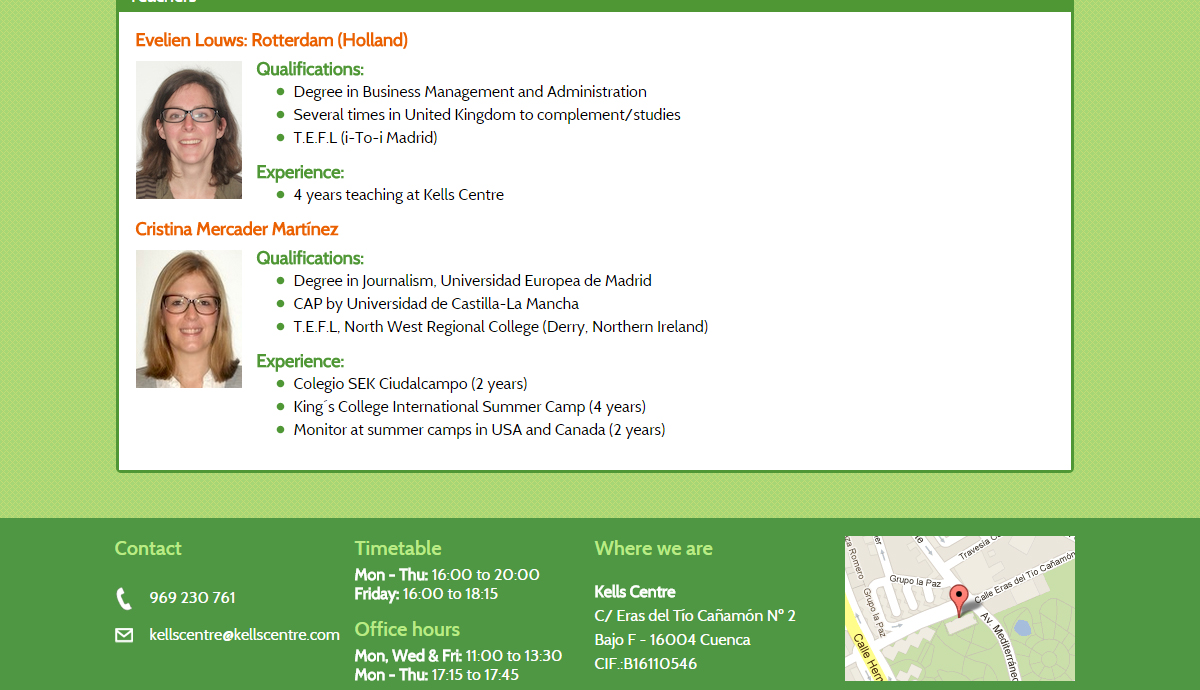 Teachers
Evelien Louws: Rotterdam (Holland)
Qualifications:
Degree in Business Management and Administration
Several times in United Kingdom to complement/studies
T.E.F.L (i-To-i Madrid)
Experience:
4 years teaching at Kells Centre
Cristina Mercader Martínez
Qualifications:
Degree in Journalism, Universidad Europea de Madrid
CAP by Universidad de Castilla-La Mancha
T.E.F.L, North West Regional College (Derry, Northern Ireland)
Experience:
Colegio SEK Ciudalcampo (2 years)
King´s College International Summer Camp (4 years)
Monitor at summer camps in USA and Canada (2 years)
Contact
969 230 761
kellscentre@kellscentre.com
Timetable
Mon - Thu: 16:00 to 20:00
Friday: 16:00 to 18:15
Office hours
Mon, Wed & Fri: 11:00 to 13:30
Mon - Thu: 17:15 to 17:45
Where we are
Kells Centre
C/ Eras del Tío Cañamón Nº 2
Bajo F - 16004 Cuenca
CIF.:B16110546
Romero
Travesía
Grupo la Paz
Grupo la Paz
Calle Eras del Tío Cañamón
Av. Mediterráneo
Calle Herm